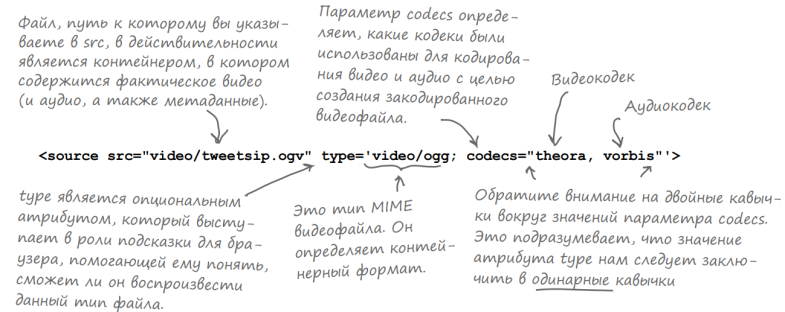 Файл, путь к которому вы указы-
ваете в src, в действительности
является контейнером, в котором
содержится фактическое видео
(и аудио, а также метаданные).
Параметр codecs опреде-
ляет, какие кодеки были
использованы для кодирова-
ния видео и аудио с целью
создания закодированного
видеофайла.
Видеокодек
Аудиокодек
<source src="video/tweetsip.ogv" type='video/ogg; codecs="theora, vorbis"'>
type является опциональным
атрибутом, который высту-
пает в роли подсказки для бра-
узера, помогающей ему понять,
сможет ли он воспроизвести
данный тип файла.
Это тип MIME
видеофайла. Он
определяет контей-
нерный формат.
Обратите внимание на двойные кавыч-
ки вокруг значений параметра codecs.
Это подразумевает, что значение
атрибута type нам следует заклю-
чить в одинарные кавычки